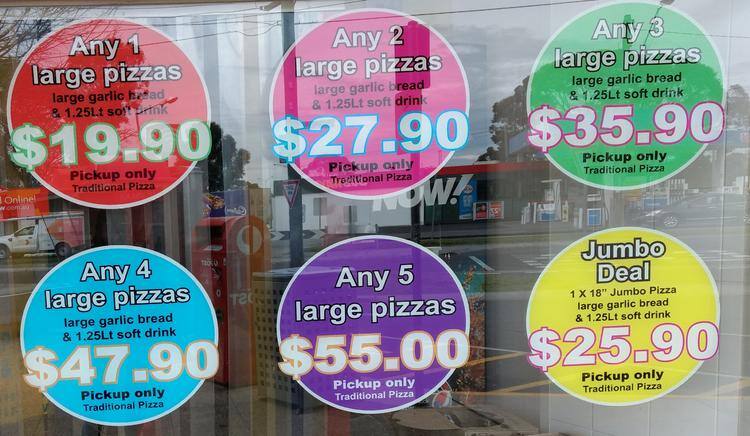 Any 1
large pizzas
large garlic bread
& 1.25Lt soft drink
$19.90
Pickup only
Traditional Pizza
Any 2
large pizzas
large garlic bread
& 1.25Lt soft drink
$27.90
Pickup only
Traditional Pizza
Any 3
large pizzas
large garlic bread
& 1.25Lt soft drink
$35.90
Pickup only
Traditional Pizza
NOW!
Online!
Any 4
large pizzas
large garlic bread
& 1.25Lt soft drink
$47.90
Pickup only
Traditional Pizza
Any 5
large pizzas
$55.00
Pickup only
Traditional Pizza
Jumbo
Deal
1 X 18" Jumbo Pizza
large garlic bread
& 1.25Lt soft drink
$25.90
Pickup only
Traditional Pizza